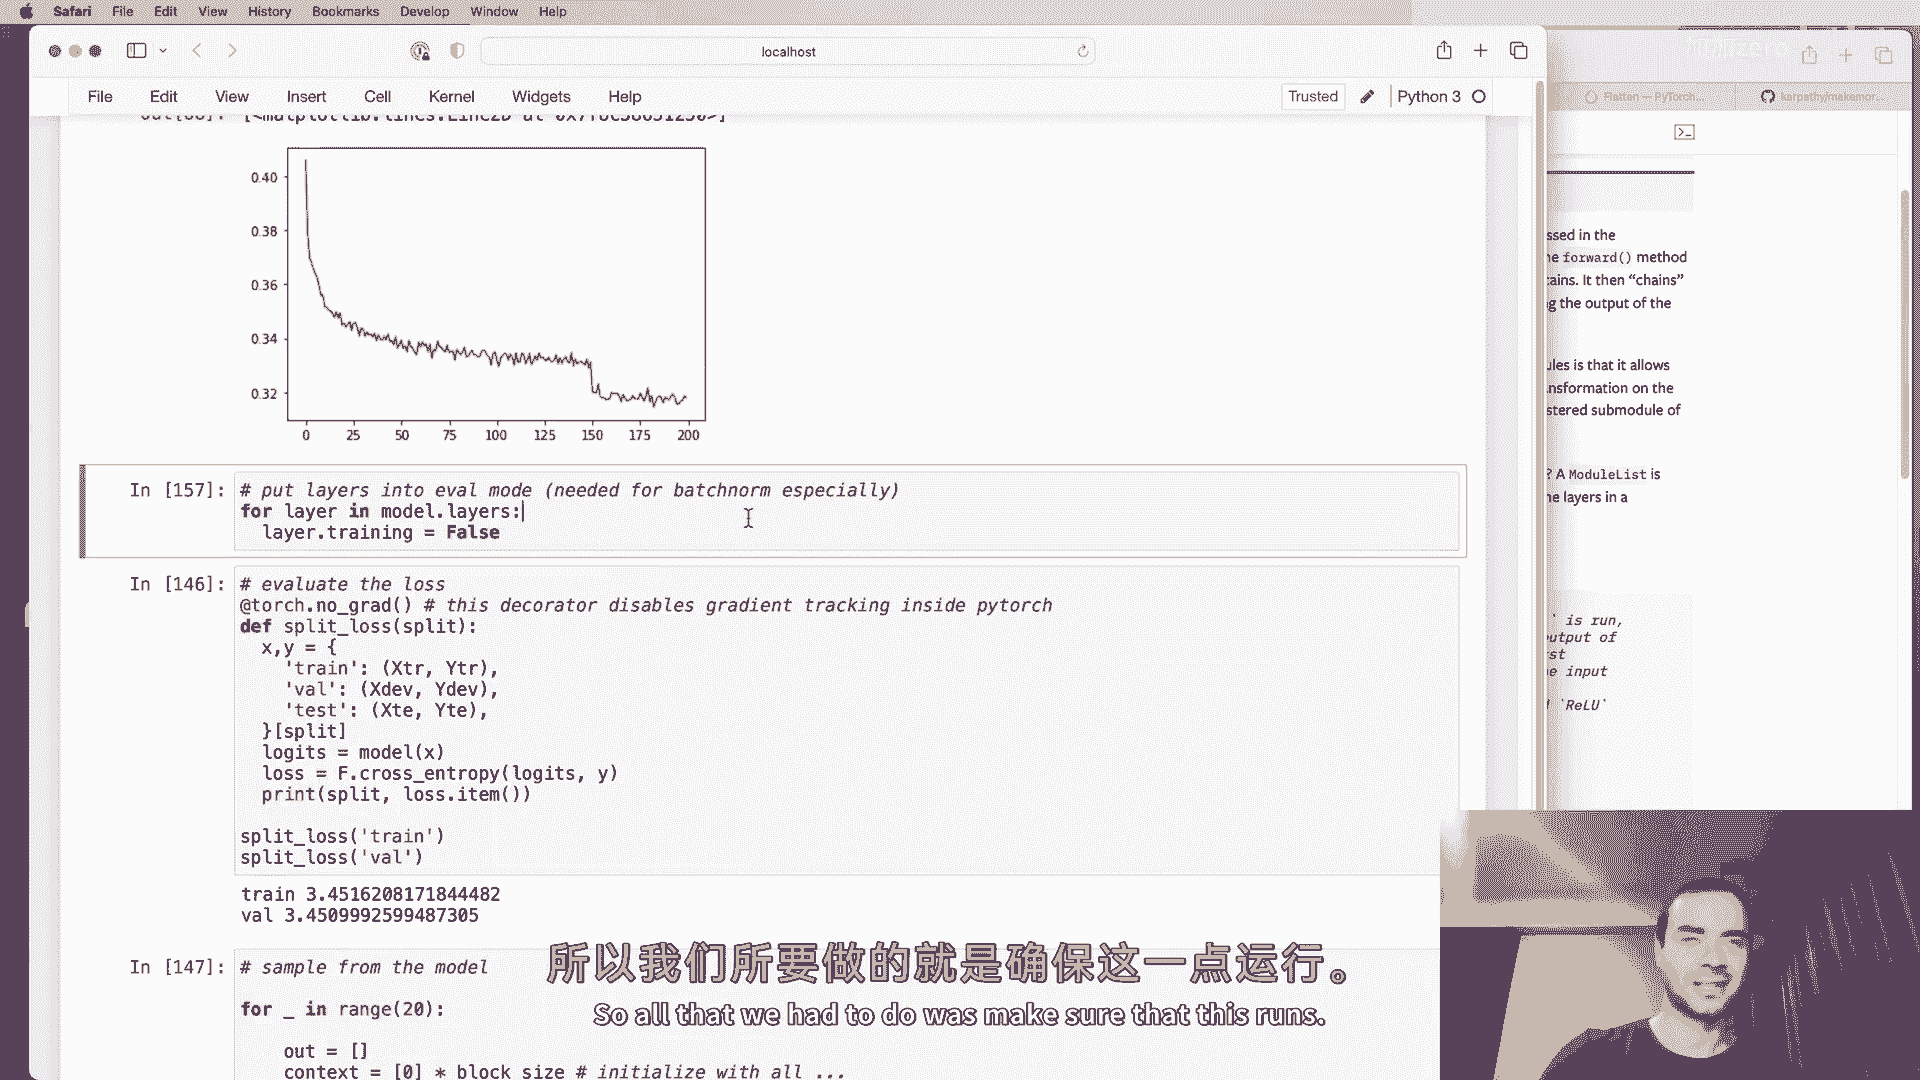 Safari File Edit View History Bookmarks Develop Window Help
localhost
File Edit View Insert Cell Kernel Widgets Help
Trusted Python 3
Flatten — PyTorch...
karpathy/makemor...
0.40
0.38
0.36
0.34
0.32
0 25 50 75 100 125 150 175 200
In [157]:
# put layers into eval mode (needed for batchnorm especially)
for layer in model.layers:
layer.training = False
In [146]:
# evaluate the loss
@torch.no_grad() # this decorator disables gradient tracking inside pytorch
def split_loss(split):
x,y = {
'train': (Xtr, Ytr),
'val': (Xdev, Ydev),
'test': (Xte, Yte),
}[split]
logits = model(x)
loss = F.cross_entropy(logits, y)
print(split, loss.item())
split_loss('train')
split_loss('val')
train 3.4516208171844482
val 3.4509992599487305
In [147]:
# sample from the model
for _ in range(20):
out = []
context = [0] * block_size # initialize with all ...
ssed in the
forward() method
tains. It then “chains”
g the output of the
ules is that it allows
nsformation on the
stered submodule of
? A ModuleList is
he layers in a
` is run,
output of
st
input
`ReLU`
所以我们所要做的就是确保这一点运行。
So all that we had to do was make sure that this runs.